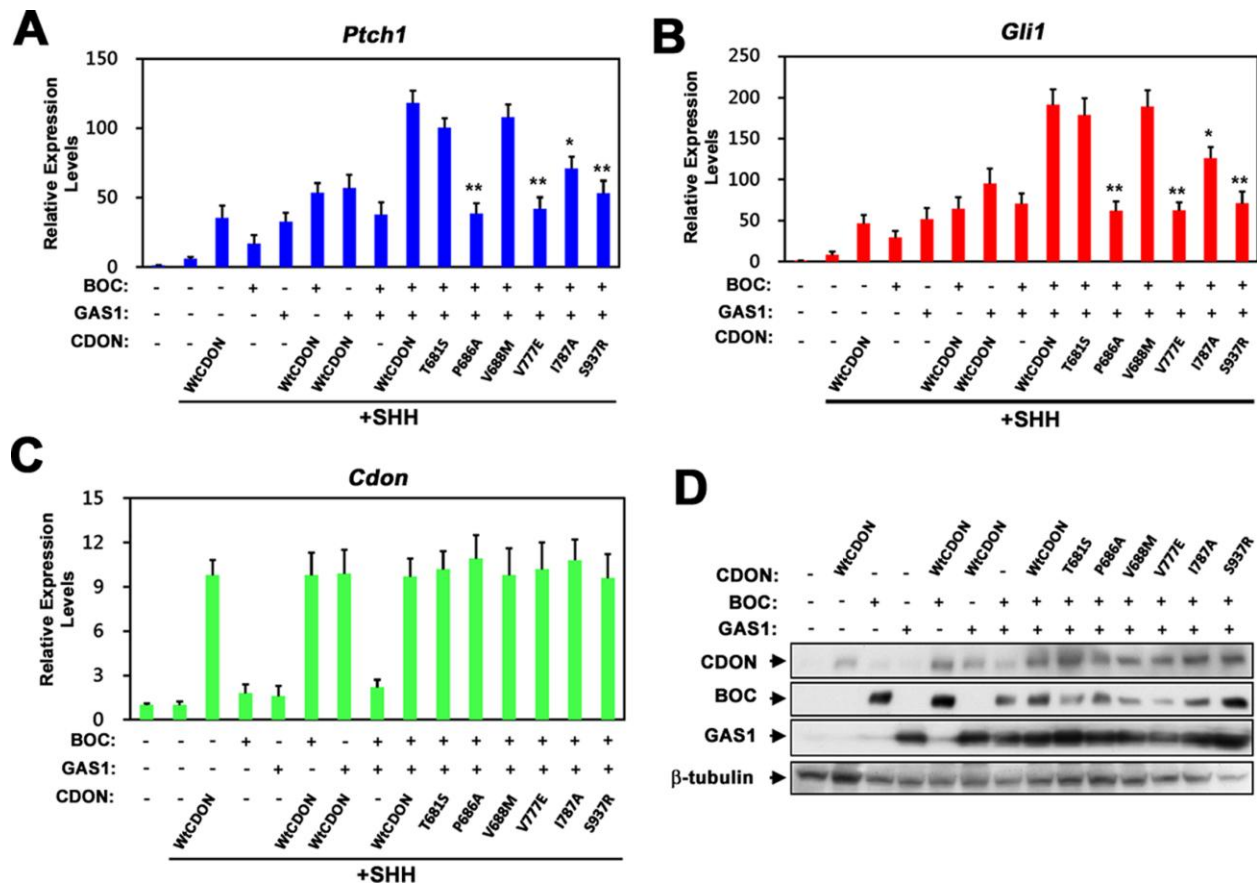 A
Ptch1
Relative Expression
Levels
150
100
50
0
*
**
**
**
BOC: - - - + - + - + + + + + + + +
GAS1: - - - - + - + + + + + + + + +
CDON: - - WtCDON - - WtCDON WtCDON - WtCDON T681S P686A V688M V777E I787A S937R
+SHH
B
Gli1
Relative Expression
Levels
250
200
150
100
50
0
*
**
**
**
BOC: - - - + - + - + + + + + + + +
GAS1: - - - - + - + + + + + + + + +
CDON: - - WtCDON - - WtCDON WtCDON - WtCDON T681S P686A V688M V777E I787A S937R
+SHH
C
Cdon
Relative Expression
Levels
15
12
9
6
3
0
BOC: - - - + - + - + + + + + + + +
GAS1: - - - - + - + + + + + + + + +
CDON: - - WtCDON - - WtCDON WtCDON - WtCDON T681S P686A V688M V777E I787A S937R
+SHH
D
CDON: - WtCDON - - WtCDON WtCDON - WtCDON T681S P686A V688M V777E I787A S937R
BOC: - - + - + - + + + + + + + +
GAS1: - - - + - + + + + + + + + +
CDON
BOC
GAS1
β-tubulin